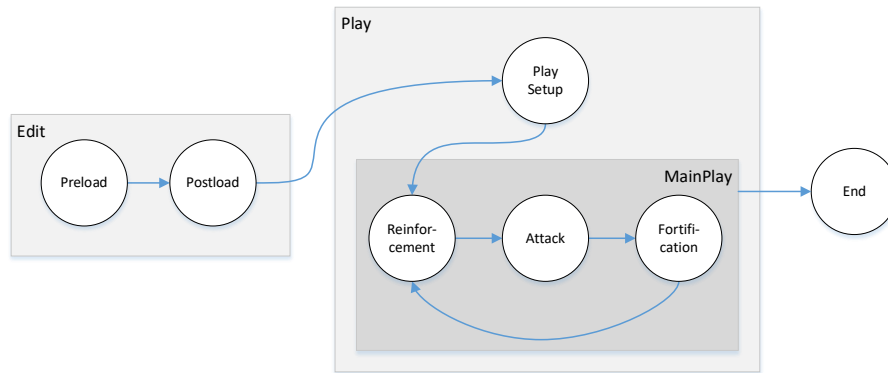 Play
Play
Setup
Edit
Preload
Postload
MainPlay
End
Reinfor-
cement
Attack
Fortifi-
cation